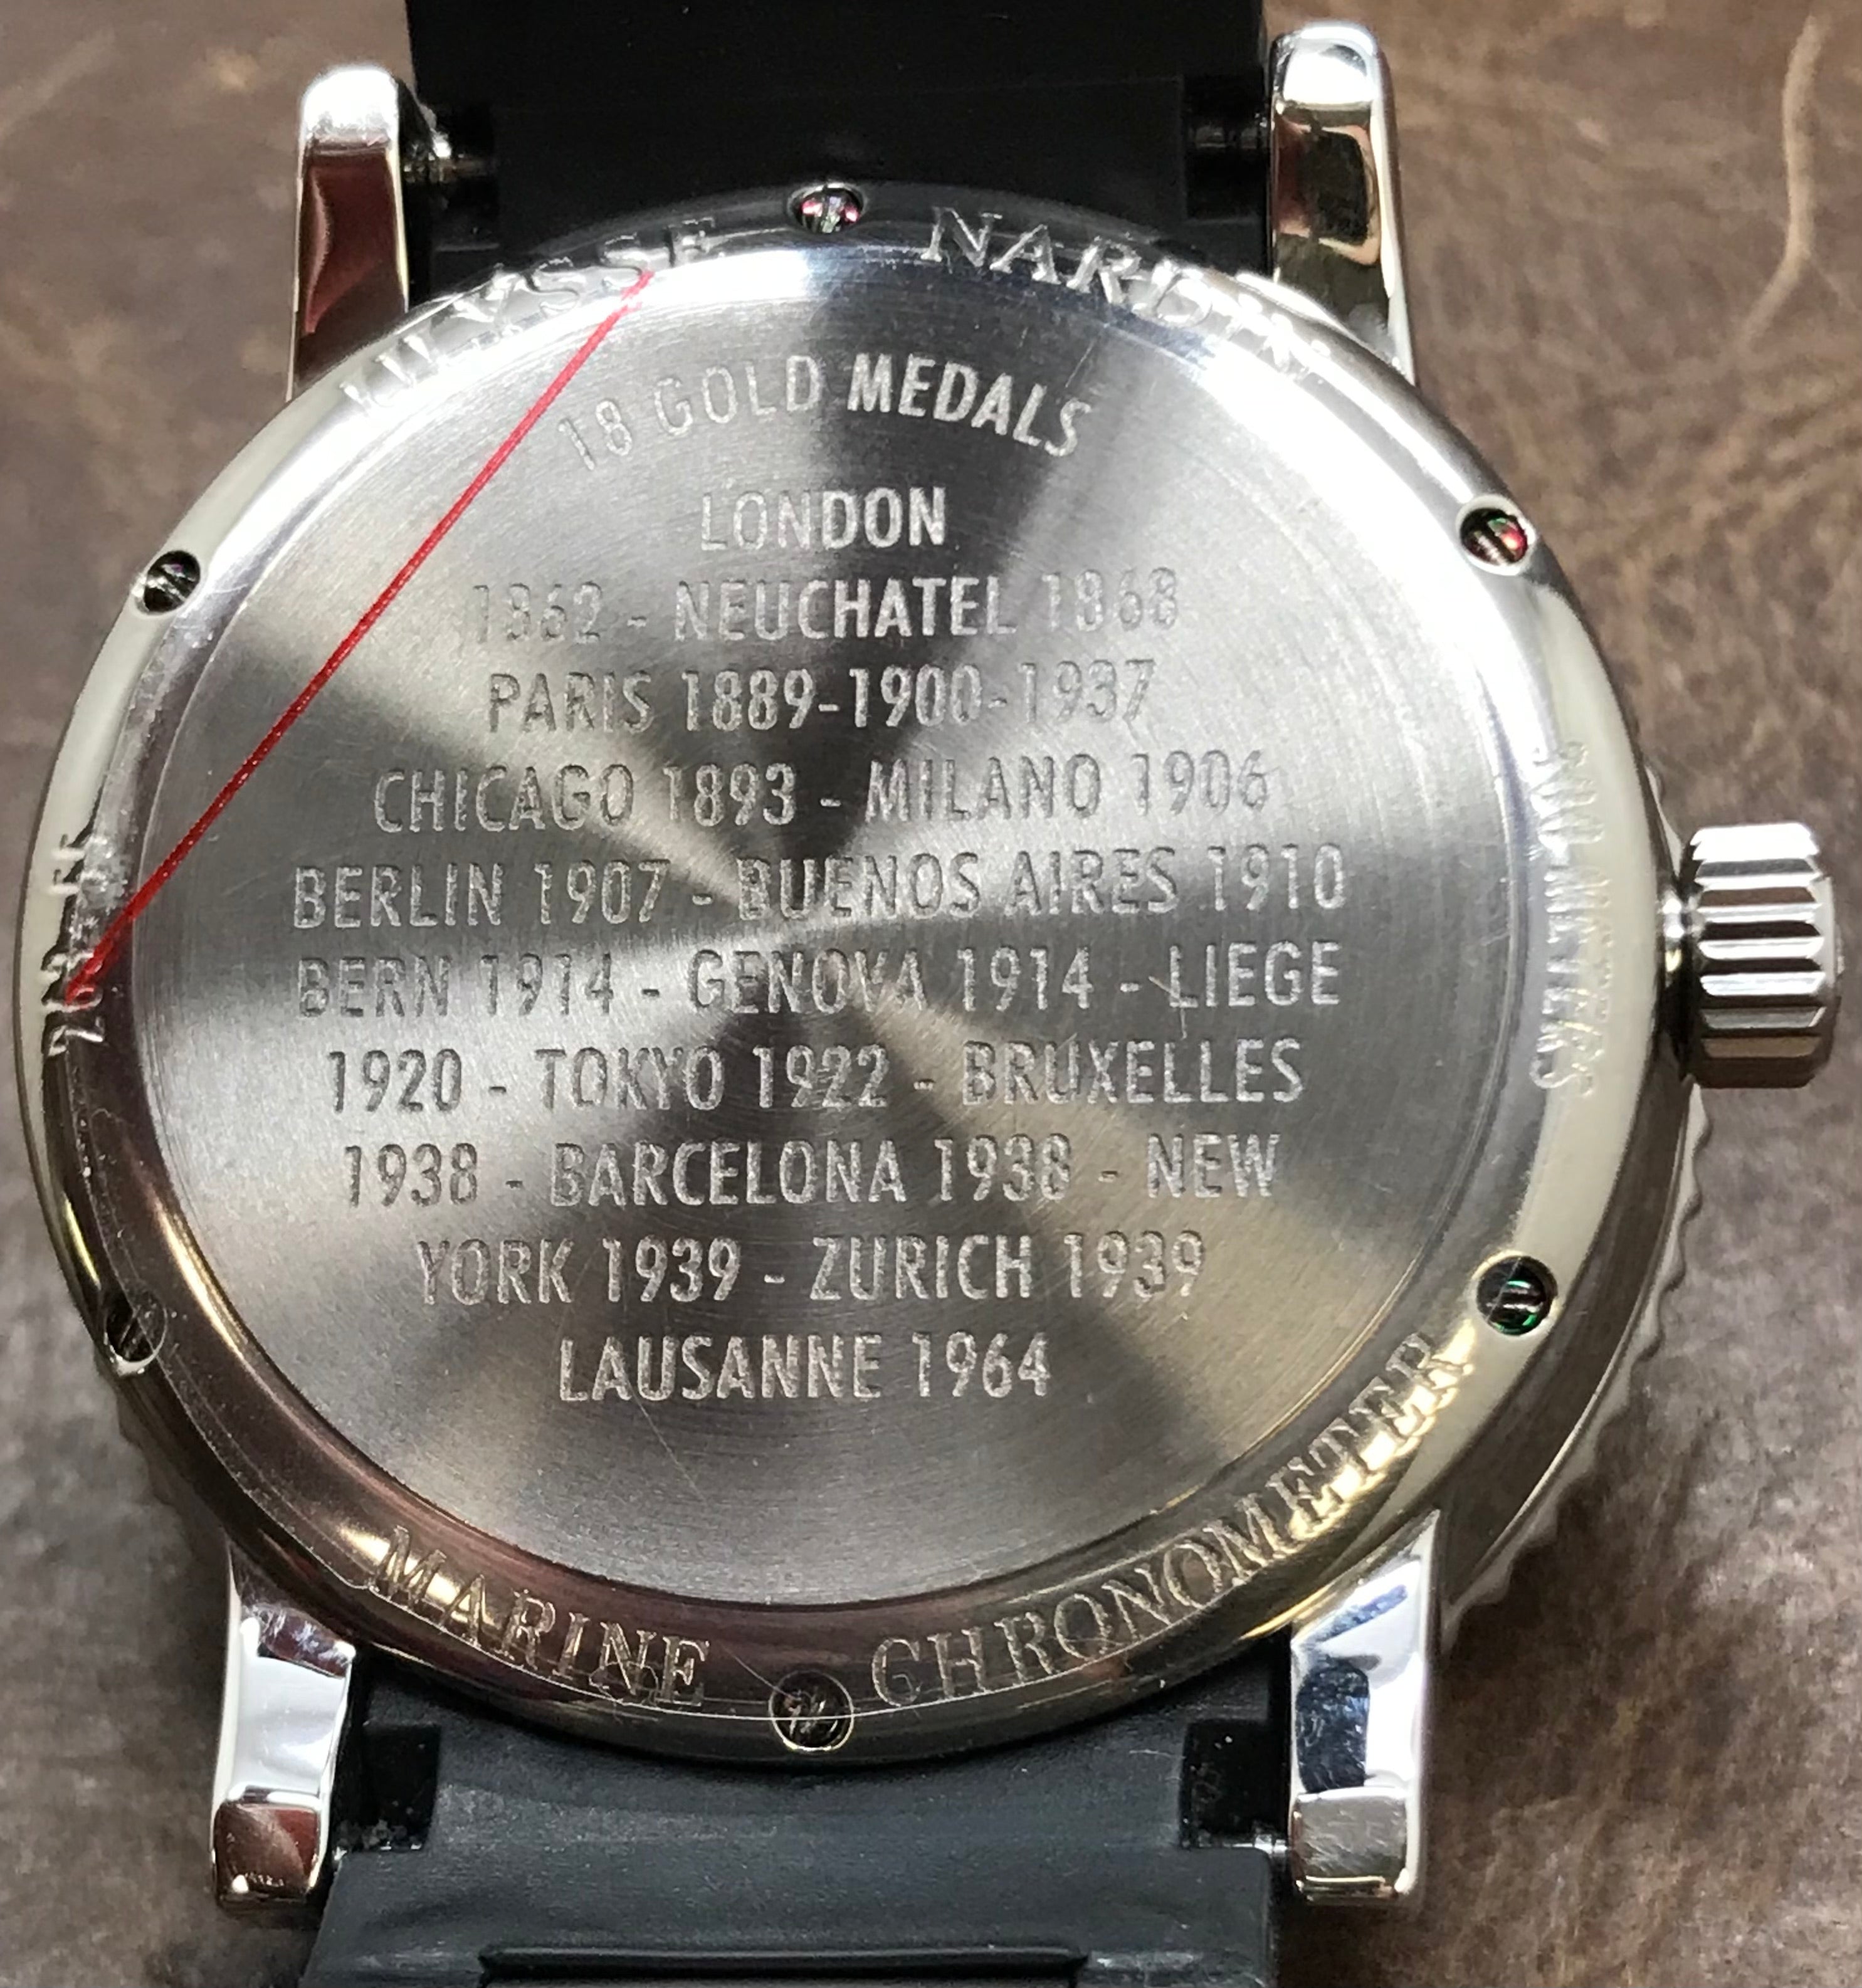 ULYSSE NARDIN
18 GOLD MEDALS
LONDON
1862 - NEUCHATEL 1868
PARIS 1889-1900-1937
CHICAGO 1893 - MILANO 1906
BERLIN 1907 - BUENOS AIRES 1910
BERN 1914 - GENOVA 1914 - LIEGE
1920 - TOKYO 1922 - BRUXELLES
1938 - BARCELONA 1938 - NEW
YORK 1939 - ZURICH 1939
LAUSANNE 1964
200 METERS
MARINE CHRONOMETER